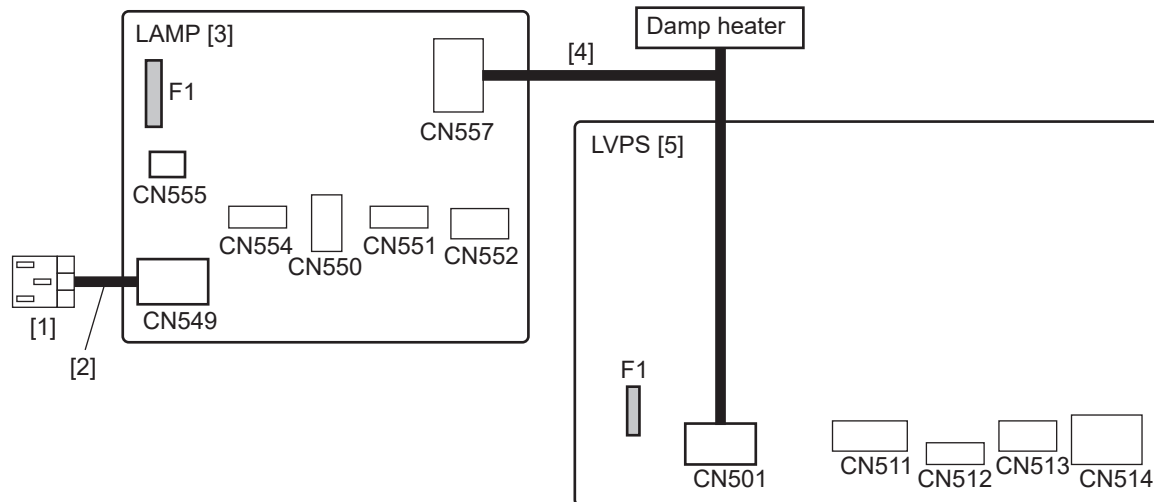 LAMP [3]
Damp heater
[4]
F1
CN557
LVPS [5]
CN555
CN554
CN550
CN551
CN552
[1]
CN549
[2]
F1
CN501
CN511
CN512
CN513
CN514